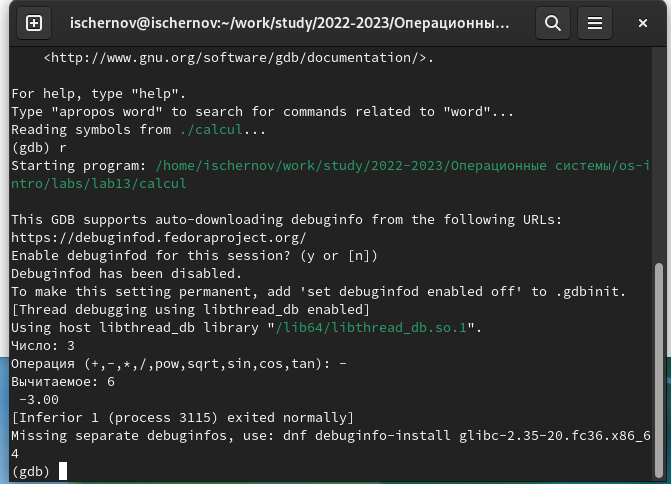 ischernov@ischernov:~/work/study/2022-2023/Операционны...
<http://www.gnu.org/software/gdb/documentation/>.
For help, type "help".
Type "apropos word" to search for commands related to "word"...
Reading symbols from ./calcul...
(gdb) r
Starting program: /home/ischernov/work/study/2022-2023/Операционные системы/os-i
ntro/labs/lab13/calcul
This GDB supports auto-downloading debuginfo from the following URLs:
https://debuginfod.fedoraproject.org/
Enable debuginfod for this session? (y or [n])
Debuginfod has been disabled.
To make this setting permanent, add 'set debuginfod enabled off' to .gdbinit.
[Thread debugging using libthread_db enabled]
Using host libthread_db library "/lib64/libthread_db.so.1".
Число: 3
Операция (+,-,*,/,pow,sqrt,sin,cos,tan): -
Вычитаемое: 6
-3.00
[Inferior 1 (process 3115) exited normally]
Missing separate debuginfos, use: dnf debuginfo-install glibc-2.35-20.fc36.x86_6
4
(gdb)